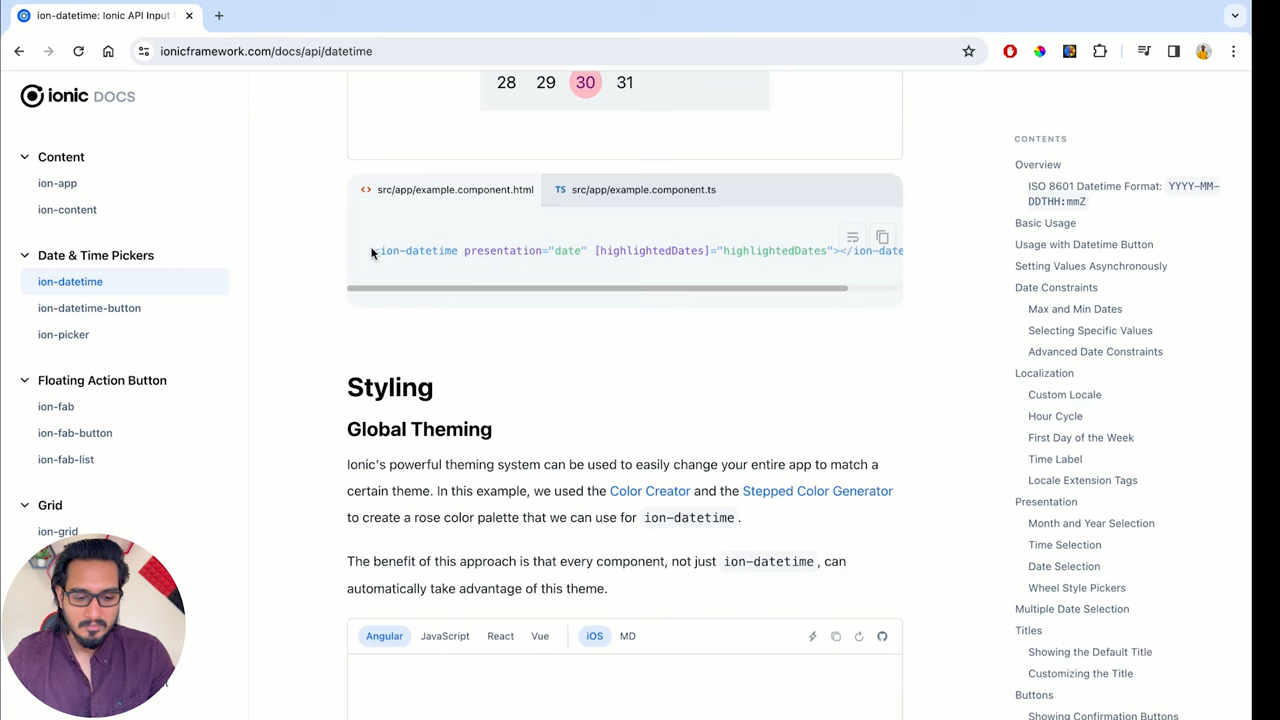 ion-datetime: Ionic API Input
ionicframework.com/docs/api/datetime
ionic DOCS
Content
ion-app
ion-content
Date & Time Pickers
ion-datetime
ion-datetime-button
ion-picker
Floating Action Button
ion-fab
ion-fab-button
ion-fab-list
Grid
ion-grid
28 29 30 31
src/app/example.component.html
TS src/app/example.component.ts
<ion-datetime presentation="date" [highlightedDates]="highlightedDates"></ion-date
Styling
Global Theming
Ionic's powerful theming system can be used to easily change your entire app to match a
certain theme. In this example, we used the Color Creator and the Stepped Color Generator
to create a rose color palette that we can use for ion-datetime.
The benefit of this approach is that every component, not just ion-datetime, can
automatically take advantage of this theme.
Angular JavaScript React Vue iOS MD
CONTENTS
Overview
ISO 8601 Datetime Format: YYYY-MM-
DDTHH:mmZ
Basic Usage
Usage with Datetime Button
Setting Values Asynchronously
Date Constraints
Max and Min Dates
Selecting Specific Values
Advanced Date Constraints
Localization
Custom Locale
Hour Cycle
First Day of the Week
Time Label
Locale Extension Tags
Presentation
Month and Year Selection
Time Selection
Date Selection
Wheel Style Pickers
Multiple Date Selection
Titles
Showing the Default Title
Customizing the Title
Buttons
Showing Confirmation Buttons